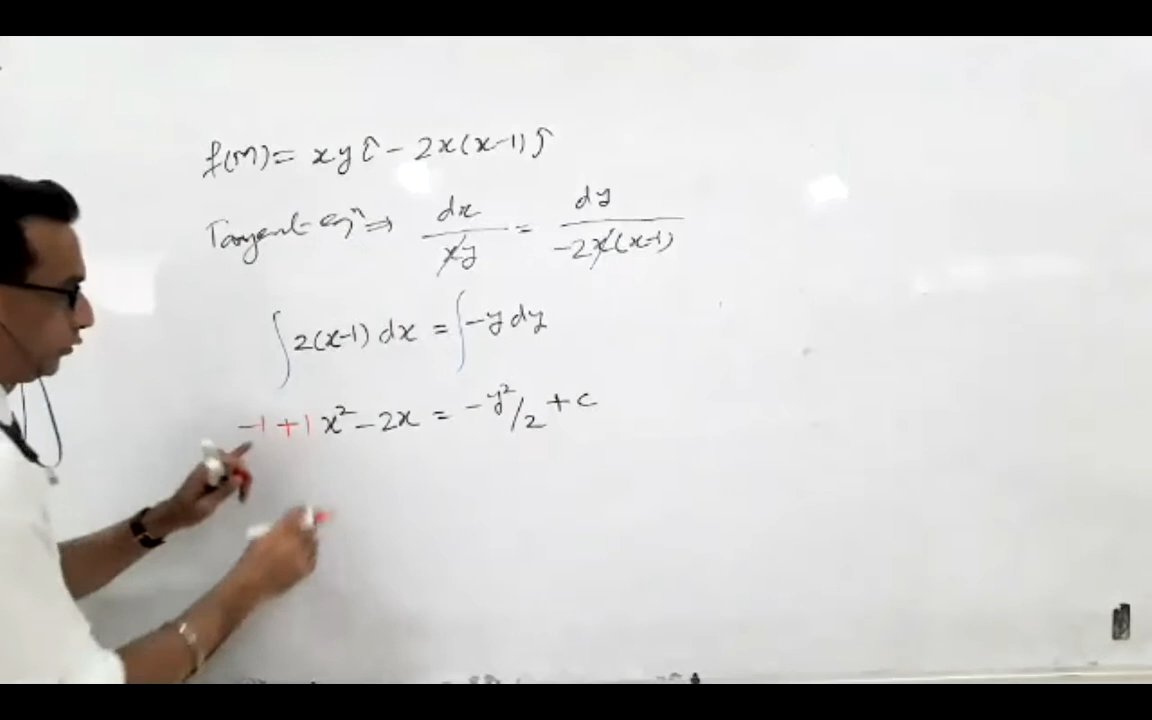 f(M) = xy î - 2x(x-1) ĵ
Tangent eqⁿ ⇒ dx/xy = dy/-2x(x-1)
∫2(x-1) dx = ∫-y dy
-1 +1 x² - 2x = -y²/2 + c